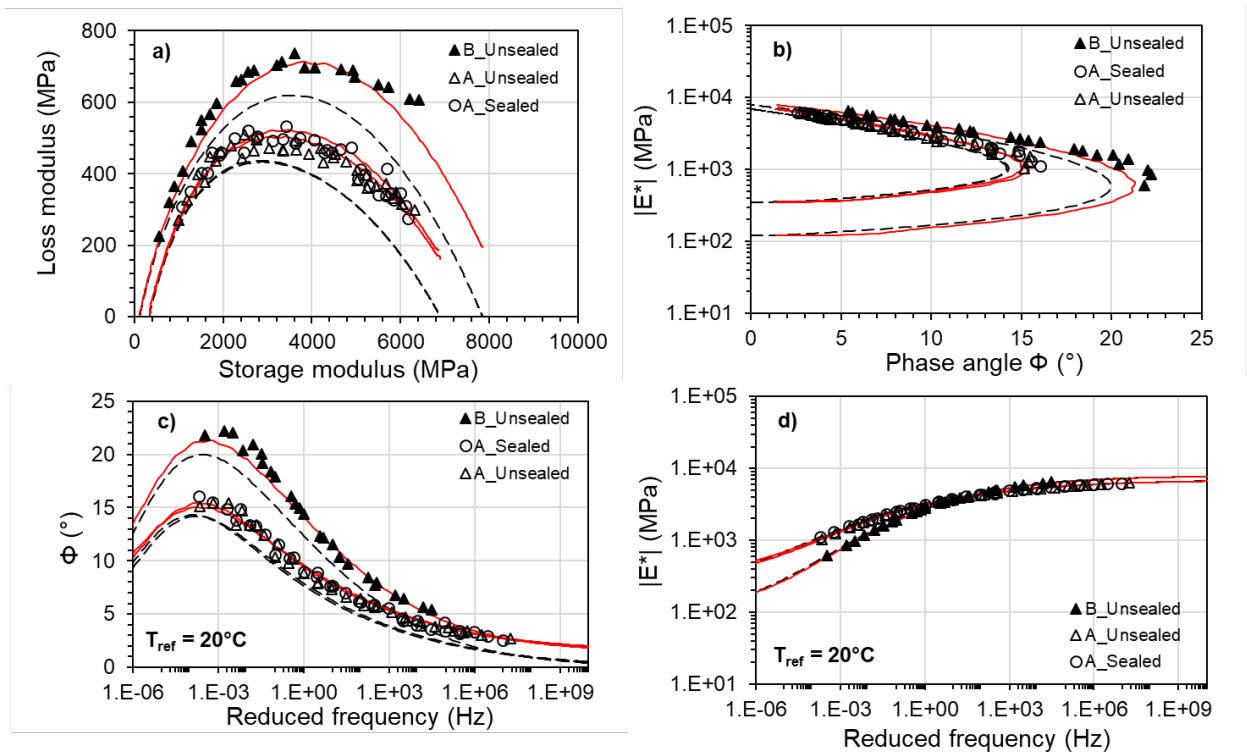 a)
800
600
400
200
0
Loss modulus (MPa)
B_Unsealed
A_Unsealed
A_Sealed
0 2000 4000 6000 8000 10000
Storage modulus (MPa)
b)
1.E+05
1.E+04
1.E+03
1.E+02
1.E+01
|E*| (MPa)
B_Unsealed
A_Sealed
A_Unsealed
0 5 10 15 20 25
Phase angle Φ (°)
c)
25
20
15
10
5
0
Φ (°)
B_Unsealed
A_Sealed
A_Unsealed
Tref = 20°C
1.E-06 1.E-03 1.E+00 1.E+03 1.E+06 1.E+09
Reduced frequency (Hz)
d)
1.E+05
1.E+04
1.E+03
1.E+02
1.E+01
|E*| (MPa)
B_Unsealed
A_Unsealed
A_Sealed
Tref = 20°C
1.E-06 1.E-03 1.E+00 1.E+03 1.E+06 1.E+09
Reduced frequency (Hz)